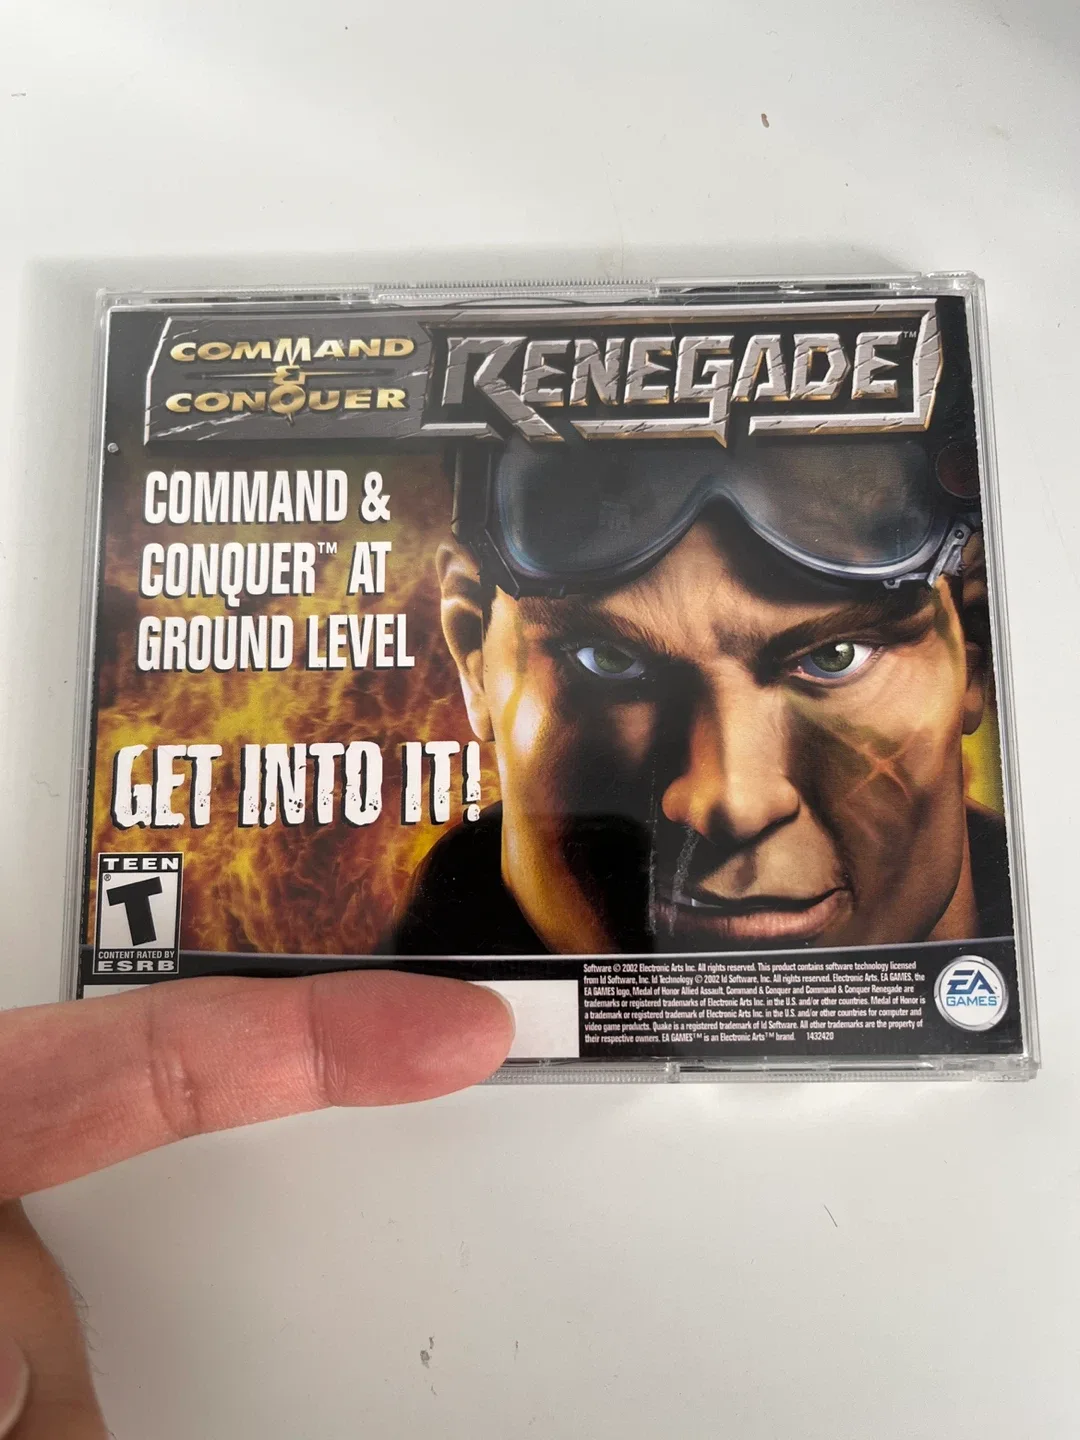 COMMAND
&
CONQUER
RENEGADE™
COMMAND &
CONQUER™ AT
GROUND LEVEL
GET INTO IT!
TEEN
T®
CONTENT RATED BY
ESRB
Software © 2002 Electronic Arts Inc. All rights reserved. This product contains software technology licensed
from Id Software, Inc. Id Technology © 2002 Id Software, Inc. All rights reserved. Electronic Arts, EA GAMES, the
EA GAMES logo, Medal of Honor Allied Assault, Command & Conquer and Command & Conquer Renegade are
trademarks or registered trademarks of Electronic Arts Inc. in the U.S. and/or other countries. Medal of Honor is
a trademark or registered trademark of Electronic Arts Inc. in the U.S. and/or other countries for computer and
video game products. Quake is a registered trademark of Id Software. All other trademarks are the property of
their respective owners. EA GAMES™ is an Electronic Arts™ brand. 1432420
EA
GAMES™